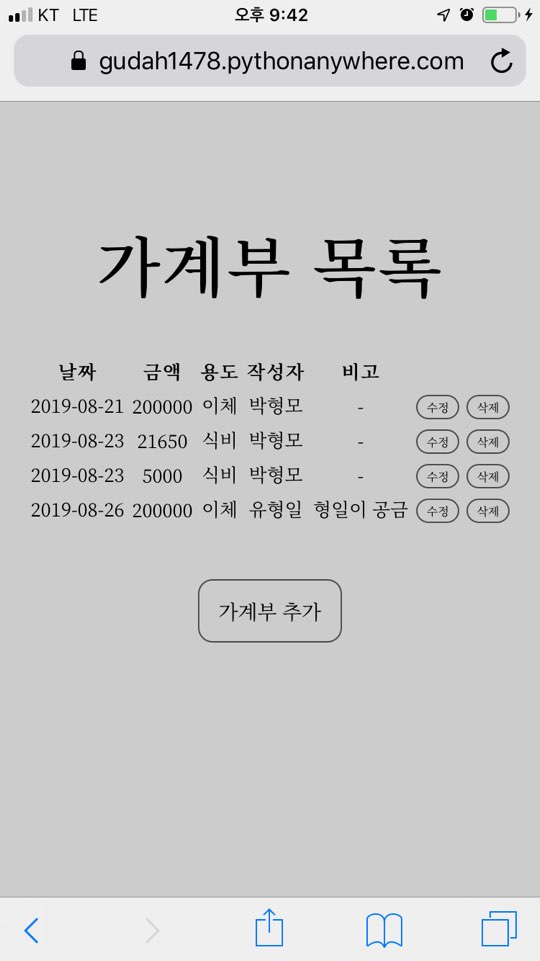 KT LTE 오후 9:42
gudah1478.pythonanywhere.com
가계부 목록
날짜 금액 용도 작성자 비고
2019-08-21 200000 이체 박형모 - 수정 삭제
2019-08-23 21650 식비 박형모 - 수정 삭제
2019-08-23 5000 식비 박형모 - 수정 삭제
2019-08-26 200000 이체 유형일 형일이 공금 수정 삭제
가계부 추가